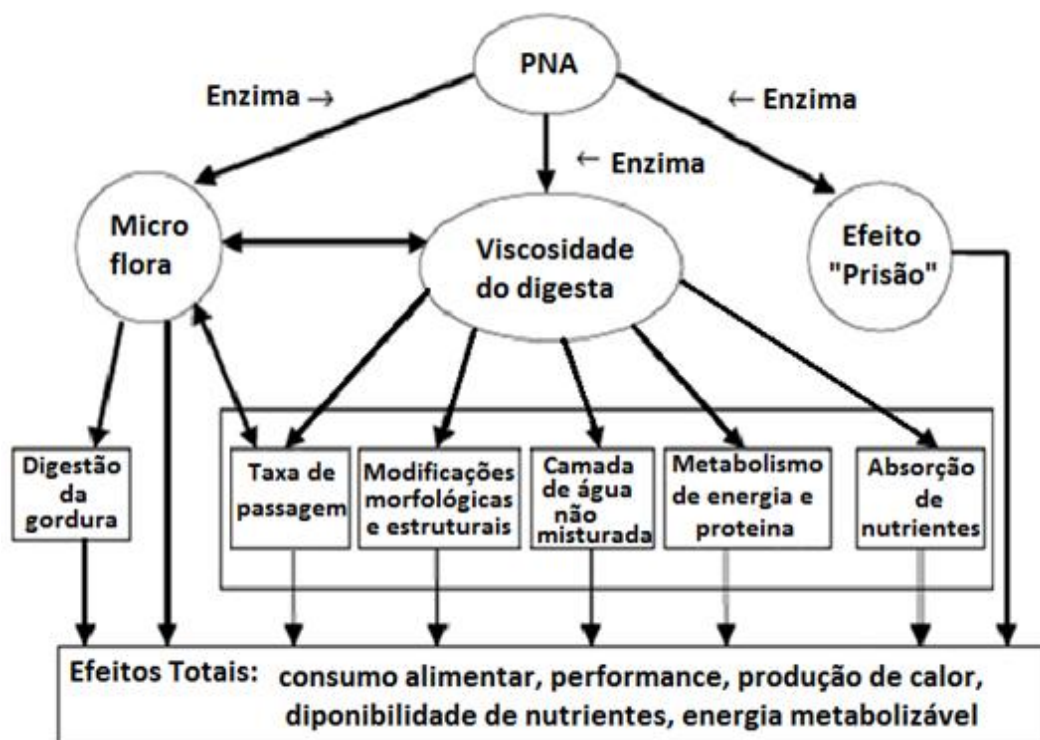 PNA
Enzima →
← Enzima
← Enzima
Micro
flora
Viscosidade
do digesta
Efeito
"Prisão"
Digestão
da
gordura
Taxa de
passagem
Modificações
morfológicas
e estruturais
Camada
de água
não
misturada
Metabolismo
de energia e
proteina
Absorção
de
nutrientes
Efeitos Totais: consumo alimentar, performance, produção de calor,
diponibilidade de nutrientes, energia metabolizável